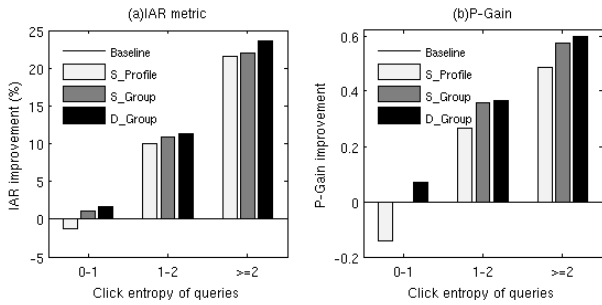 (a)IAR metric
25
20
15
10
5
0
-5
IAR improvement (%)
Baseline
S_Profile
S_Group
D_Group
0-1
1-2
>=2
Click entropy of queries
(b)P-Gain
0.6
0.4
0.2
0
-0.2
P-Gain improvement
Baseline
S_Profile
S_Group
D_Group
0-1
1-2
>=2
Click entropy of queries